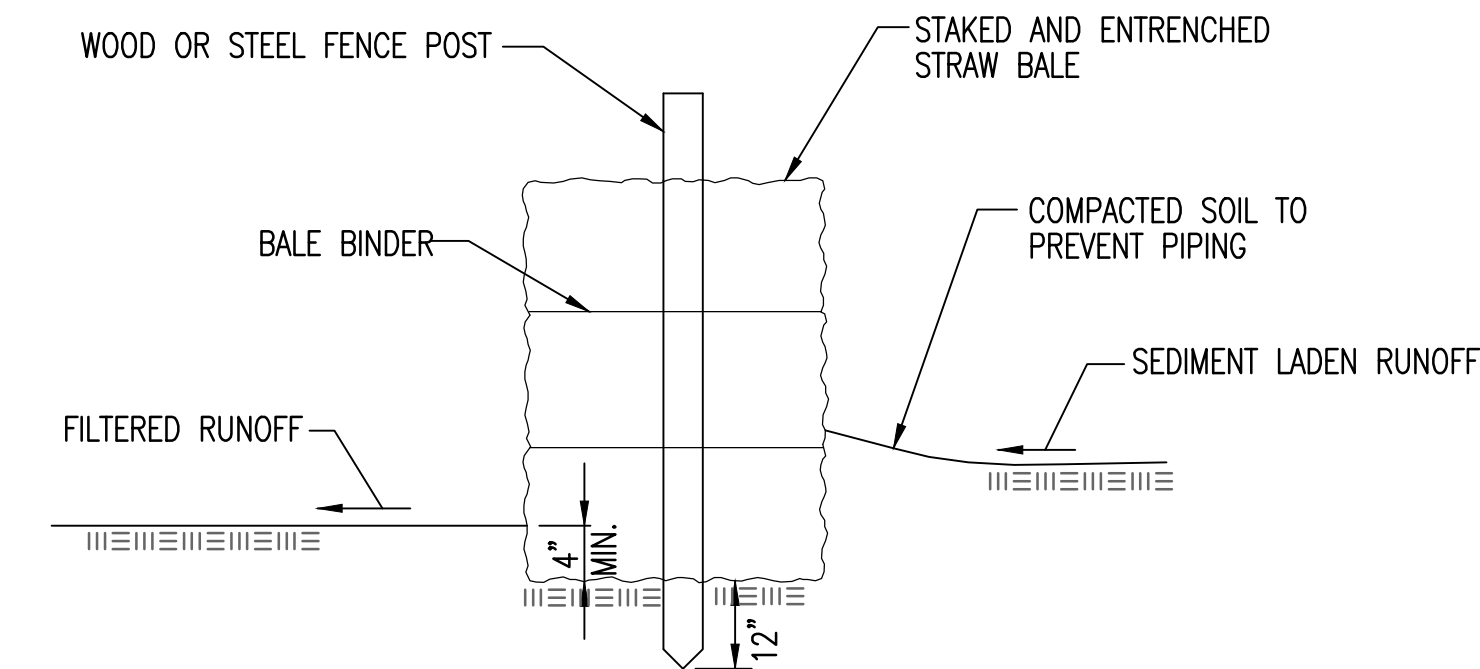 WOOD OR STEEL FENCE POST
STAKED AND ENTRENCHED
STRAW BALE
BALE BINDER
COMPACTED SOIL TO
PREVENT PIPING
SEDIMENT LADEN RUNOFF
FILTERED RUNOFF
4"
MIN.
12"